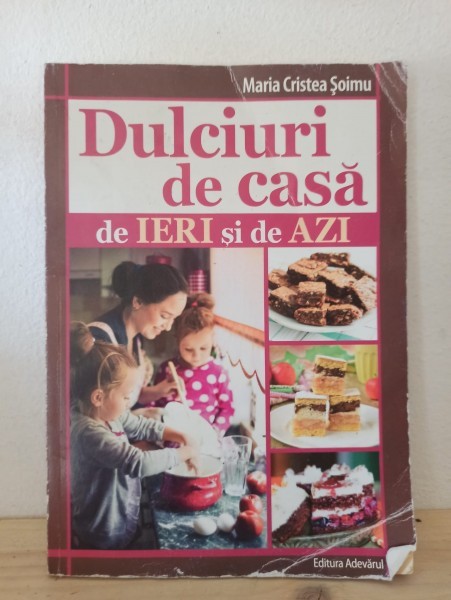 Maria Cristea Șoimu
Dulciuri
de casă
de IERI și de AZI
Editura Adevărul